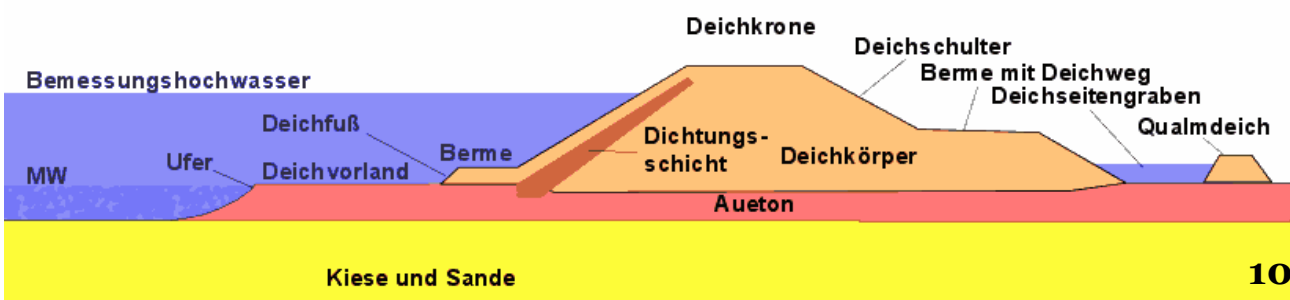 Deichkrone
Deichschulter
Berme mit Deichweg
Bemessungshochwasser
Deichseitengraben
Deichfuß
Qualmdeich
Dichtungs-
schicht
Berme
Deichkörper
Ufer
Deichvorland
MW
Aueton
Kiese und Sande
10